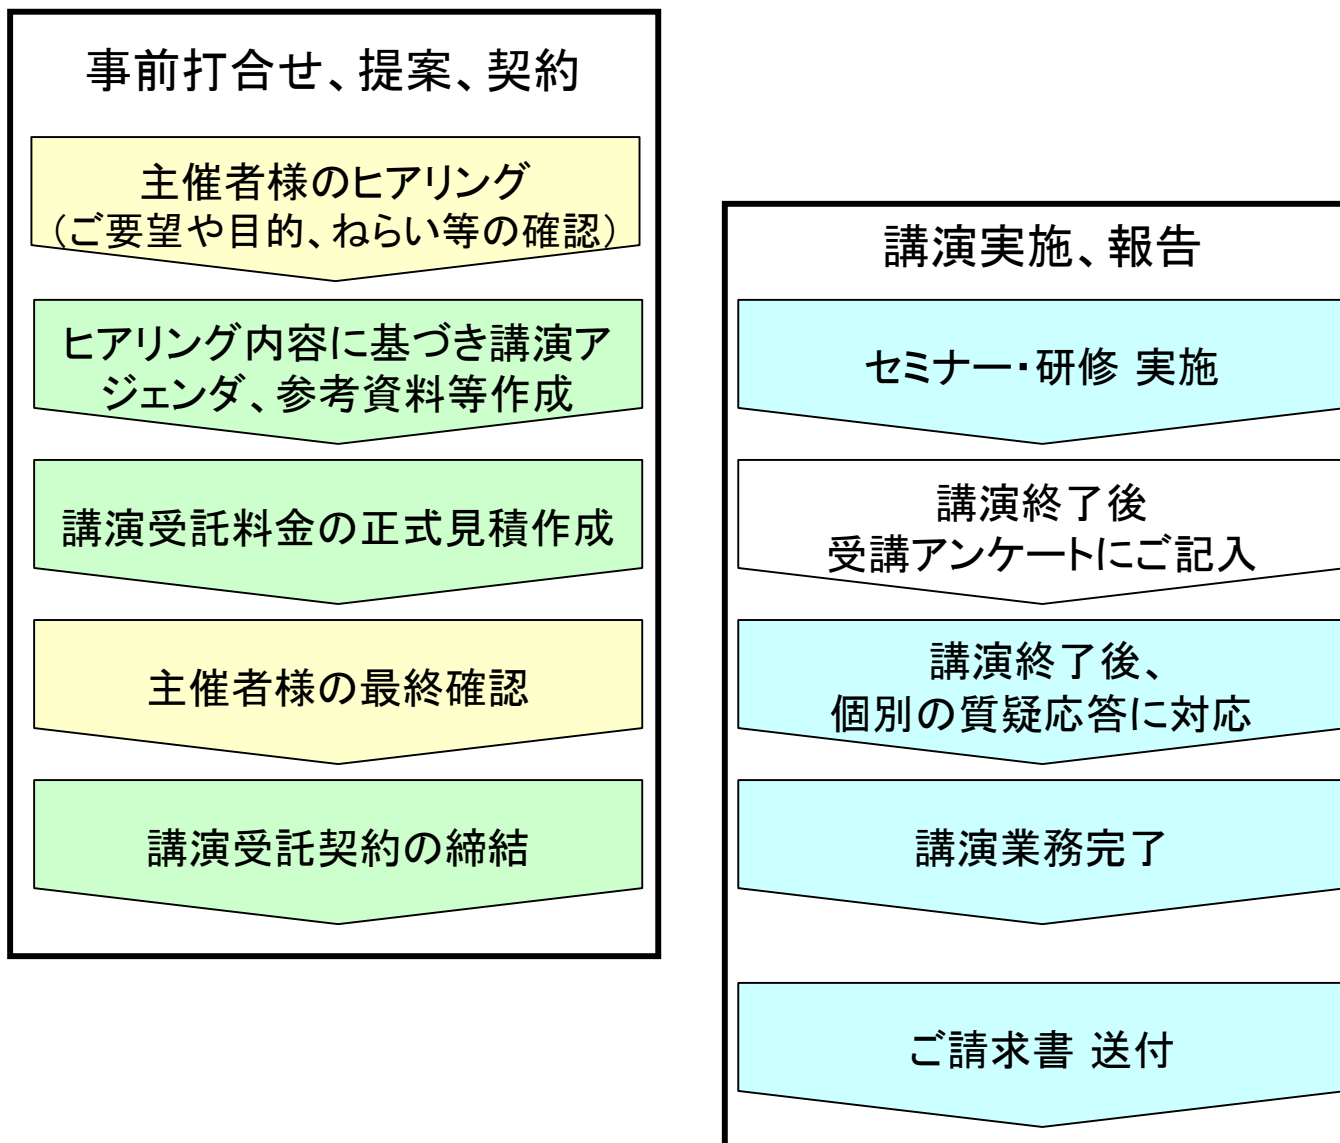 事前打合せ、提案、契約
主催者様のヒアリング
（ご要望や目的、ねらい等の確認）
ヒアリング内容に基づき講演ア
ジェンダ、参考資料等作成
講演受託料金の正式見積作成
主催者様の最終確認
講演受託契約の締結
講演実施、報告
セミナー・研修 実施
講演終了後
受講アンケートにご記入
講演終了後、
個別の質疑応答に対応
講演業務完了
ご請求書 送付